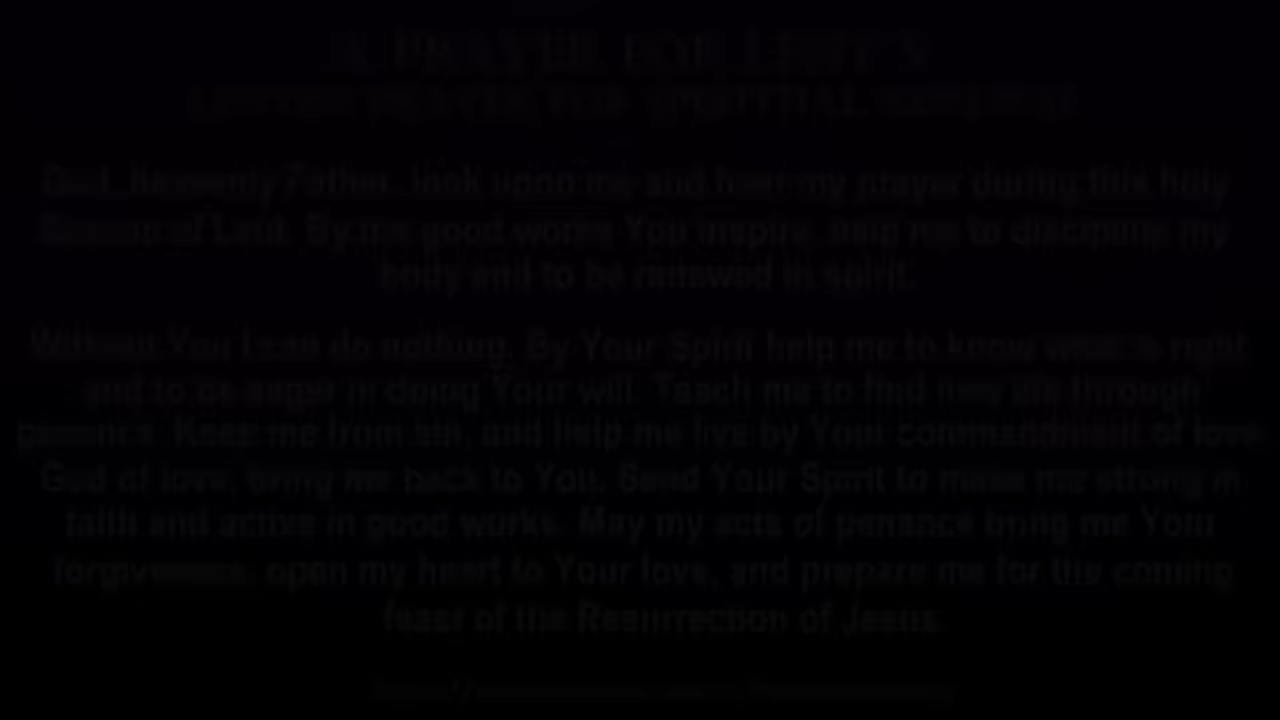 A PRAYER FOR LENT
PRAYER FOR SPIRITUAL
God, heavenly Father, look upon me and hear my prayer during this holy
Season of Lent. By the good works You inspire, help me to discipline my
body and to be renewed in spirit.
Without You I can do nothing. By Your Spirit help me to know what is right
and to be eager in doing Your will. Teach me to find new life through
penance. Keep me from sin, and help me live by Your commandment of love.
God of love, bring me back to You. Send Your Spirit to make me strong in
faith and active in good works. May my acts of penance bring me Your
forgiveness, open my heart to Your love, and prepare me for the coming
feast of the Resurrection of Jesus.